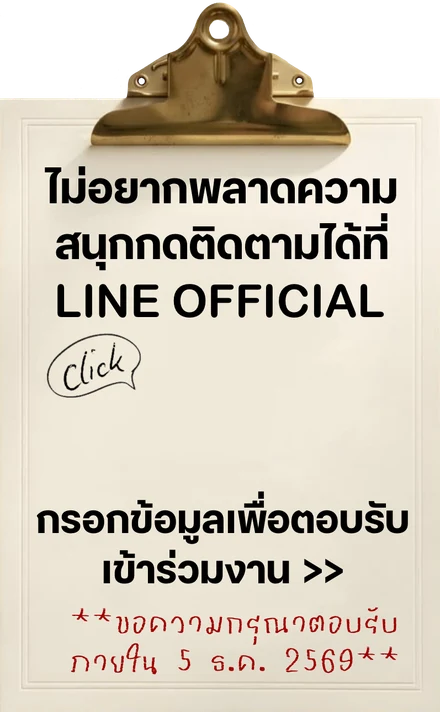 ไม่อยากพลาดความ
สนุกกดติดตามได้ที่
LINE OFFICIAL
Click
กรอกข้อมูลเพื่อตอบรับ
เข้าร่วมงาน >>
**ขอความกรุณาตอบรับ
ภายใน 5 ธ.ค. 2569**